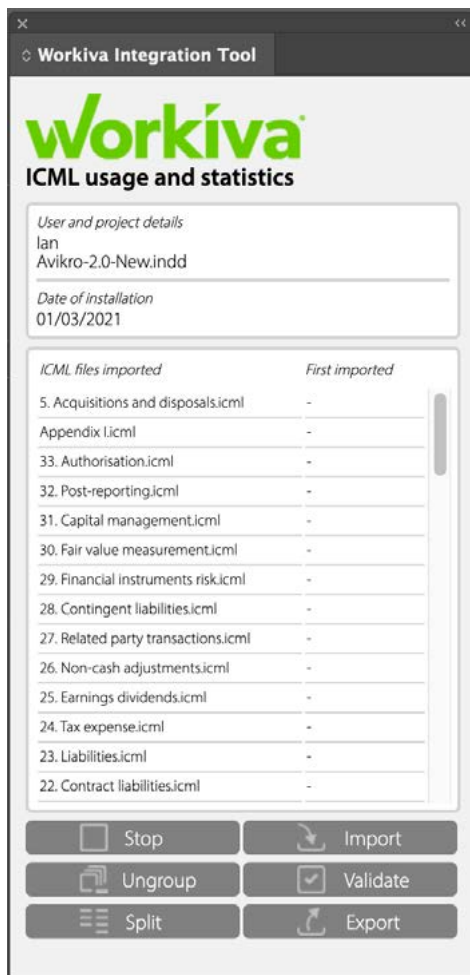 Workiva Integration Tool
workiva
ICML usage and statistics
User and project details
Ian
Avikro-2.0-New.indd
Date of installation
01/03/2021
ICML files imported First imported
5. Acquisitions and disposals.icml -
Appendix I.icml -
33. Authorisation.icml -
32. Post-reporting.icml -
31. Capital management.icml -
30. Fair value measurement.icml -
29. Financial instruments risk.icml -
28. Contingent liabilities.icml -
27. Related party transactions.icml -
26. Non-cash adjustments.icml -
25. Earnings dividends.icml -
24. Tax expense.icml -
23. Liabilities.icml -
22. Contract liabilities.icml -
Stop Import
Ungroup Validate
Split Export